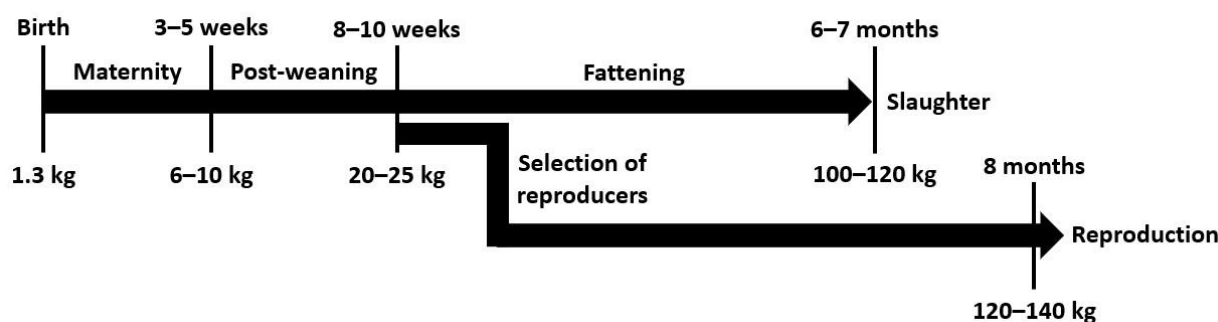 Birth
3–5 weeks
8–10 weeks
6–7 months
Maternity
Post-weaning
Fattening
Slaughter
1.3 kg
6–10 kg
20–25 kg
Selection of
reproducers
100–120 kg
8 months
Reproduction
120–140 kg